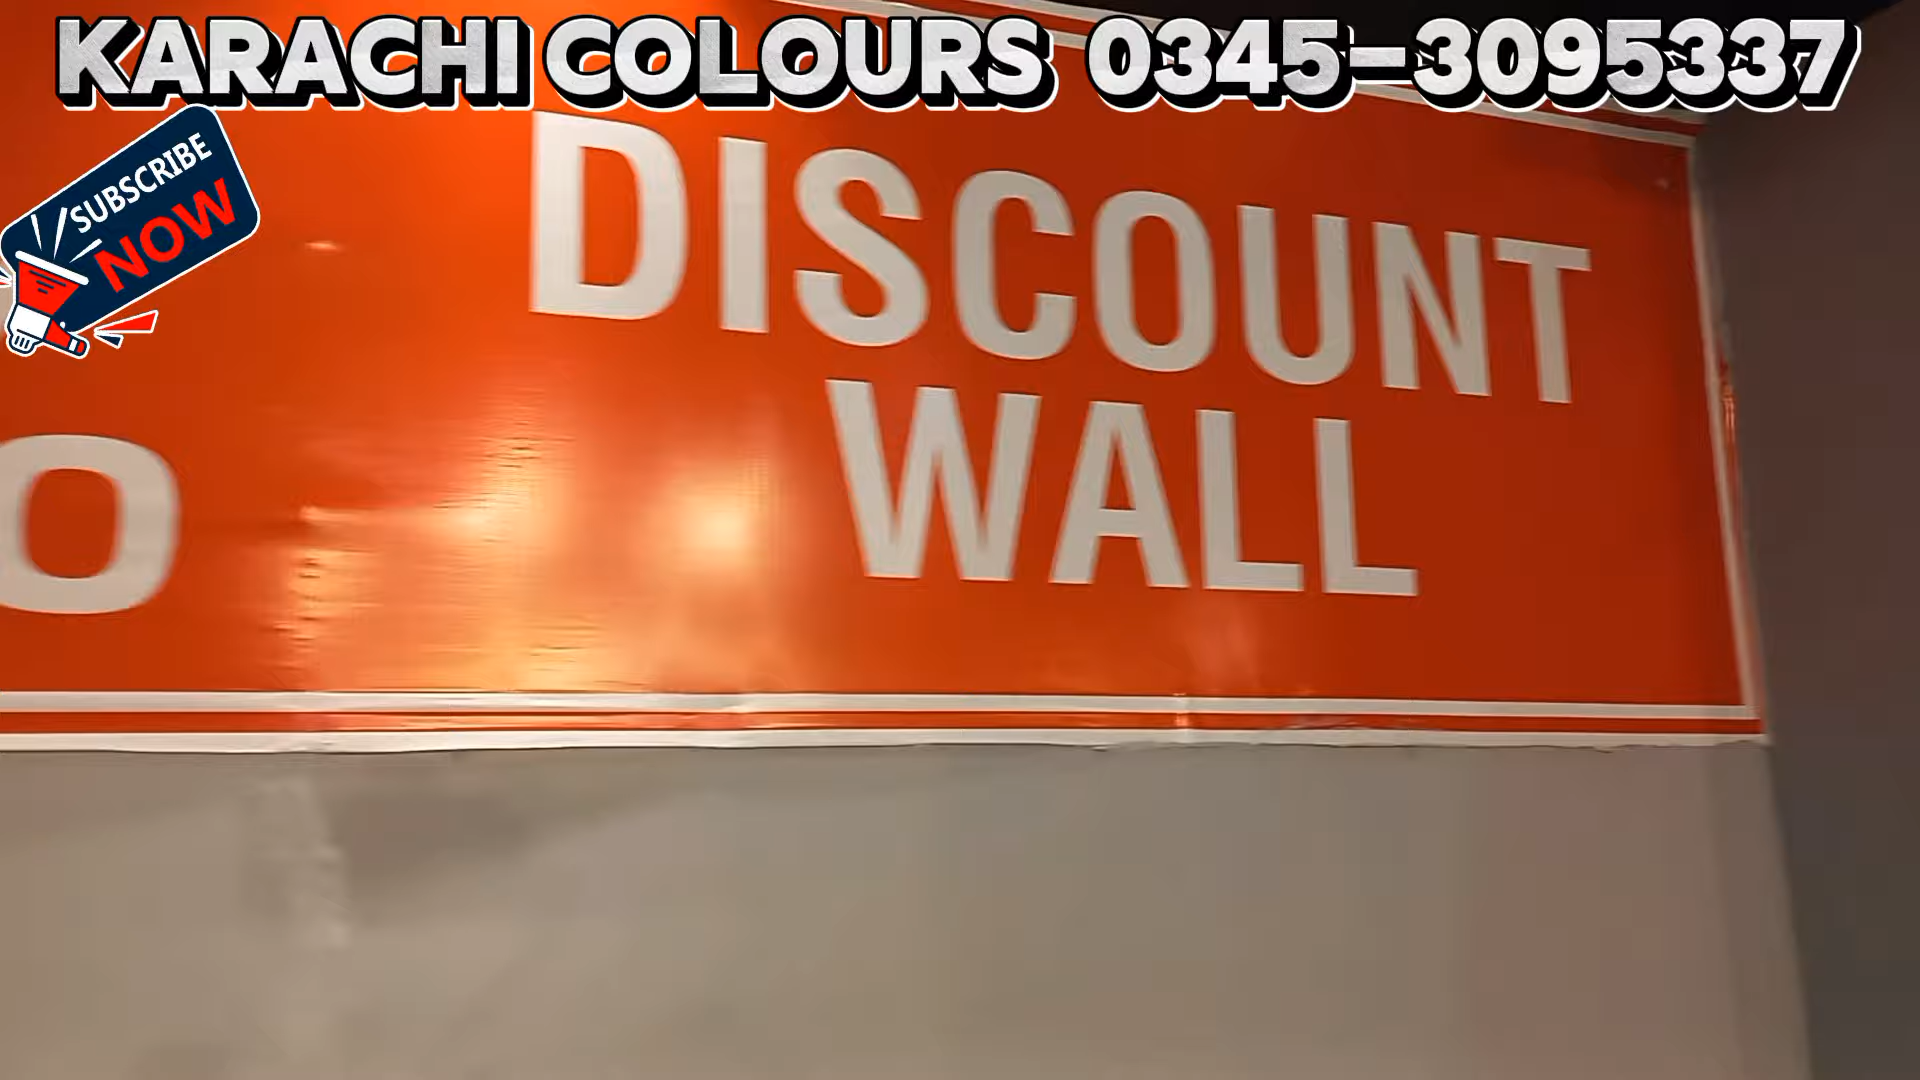 KARACHI COLOURS 0345-3095337
SUBSCRIBE
NOW
DISCOUNT
WALL
O